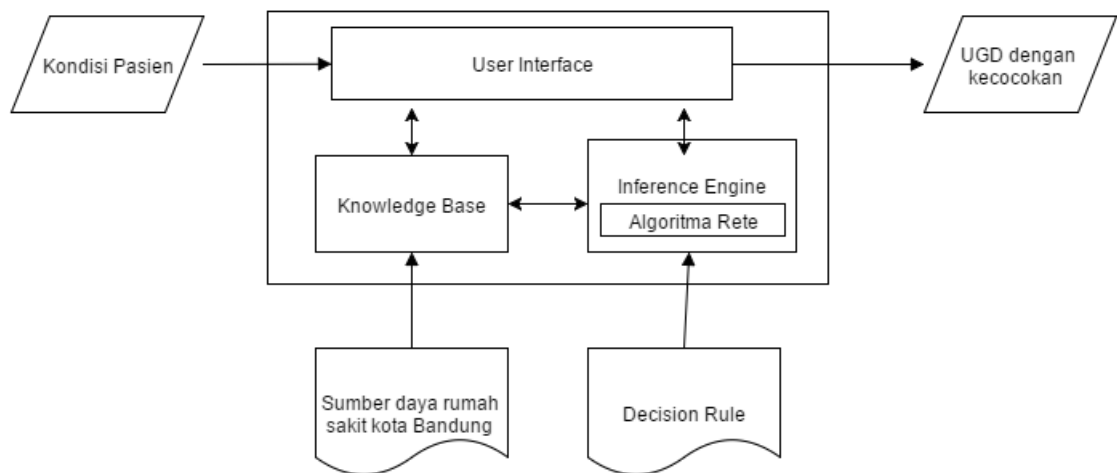 Kondisi Pasien
User Interface
UGD dengan
kecocokan
Knowledge Base
Inference Engine
Algoritma Rete
Sumber daya rumah
sakit kota Bandung
Decision Rule